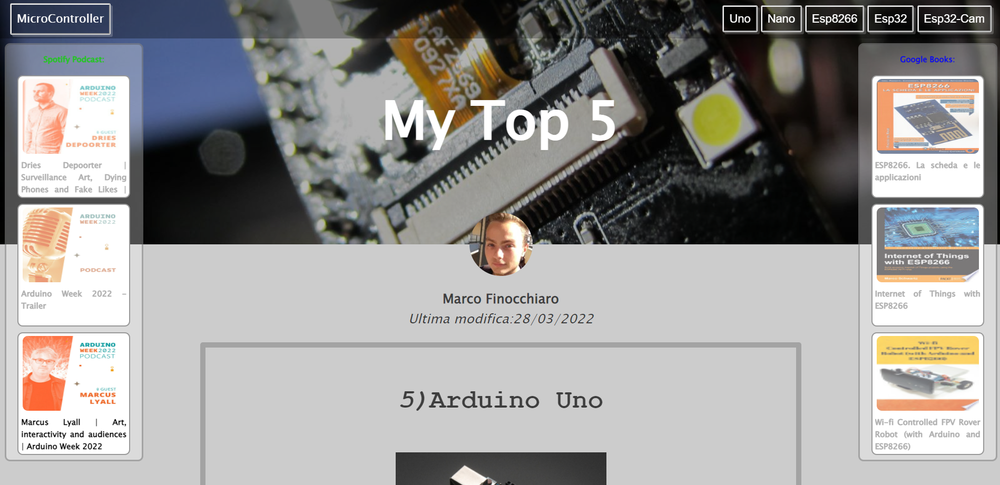 MicroController
Uno
Nano
Esp8266
Esp32
Esp32-Cam
Spotify Podcast:
ARDUINO
WEEK2022
PODCAST
GUEST
DRIES
DEPOORTER
Dries Depoorter |
Surveillance Art, Dying
Phones and Fake Likes |
ARDUINO
WEEK2022
PODCAST
Arduino Week 2022 -
Trailer
ARDUINO
WEEK2022
PODCAST
GUEST
MARCUS
LYALL
Marcus Lyall | Art,
interactivity and audiences
| Arduino Week 2022
My Top 5
Marco Finocchiaro
Ultima modifica:28/03/2022
5)Arduino Uno
Google Books:
ESP8266
LA SCHEDA E LE APPLICAZIONI
ESP8266. La scheda e le
applicazioni
Internet of Things
with ESP8266
Marco Schwartz
Internet of Things with
ESP8266
Wi-fi
Controlled FPV Rover
Robot (with Arduino and
ESP8266)
Wi-fi Controlled FPV Rover
Robot (with Arduino and
ESP8266)